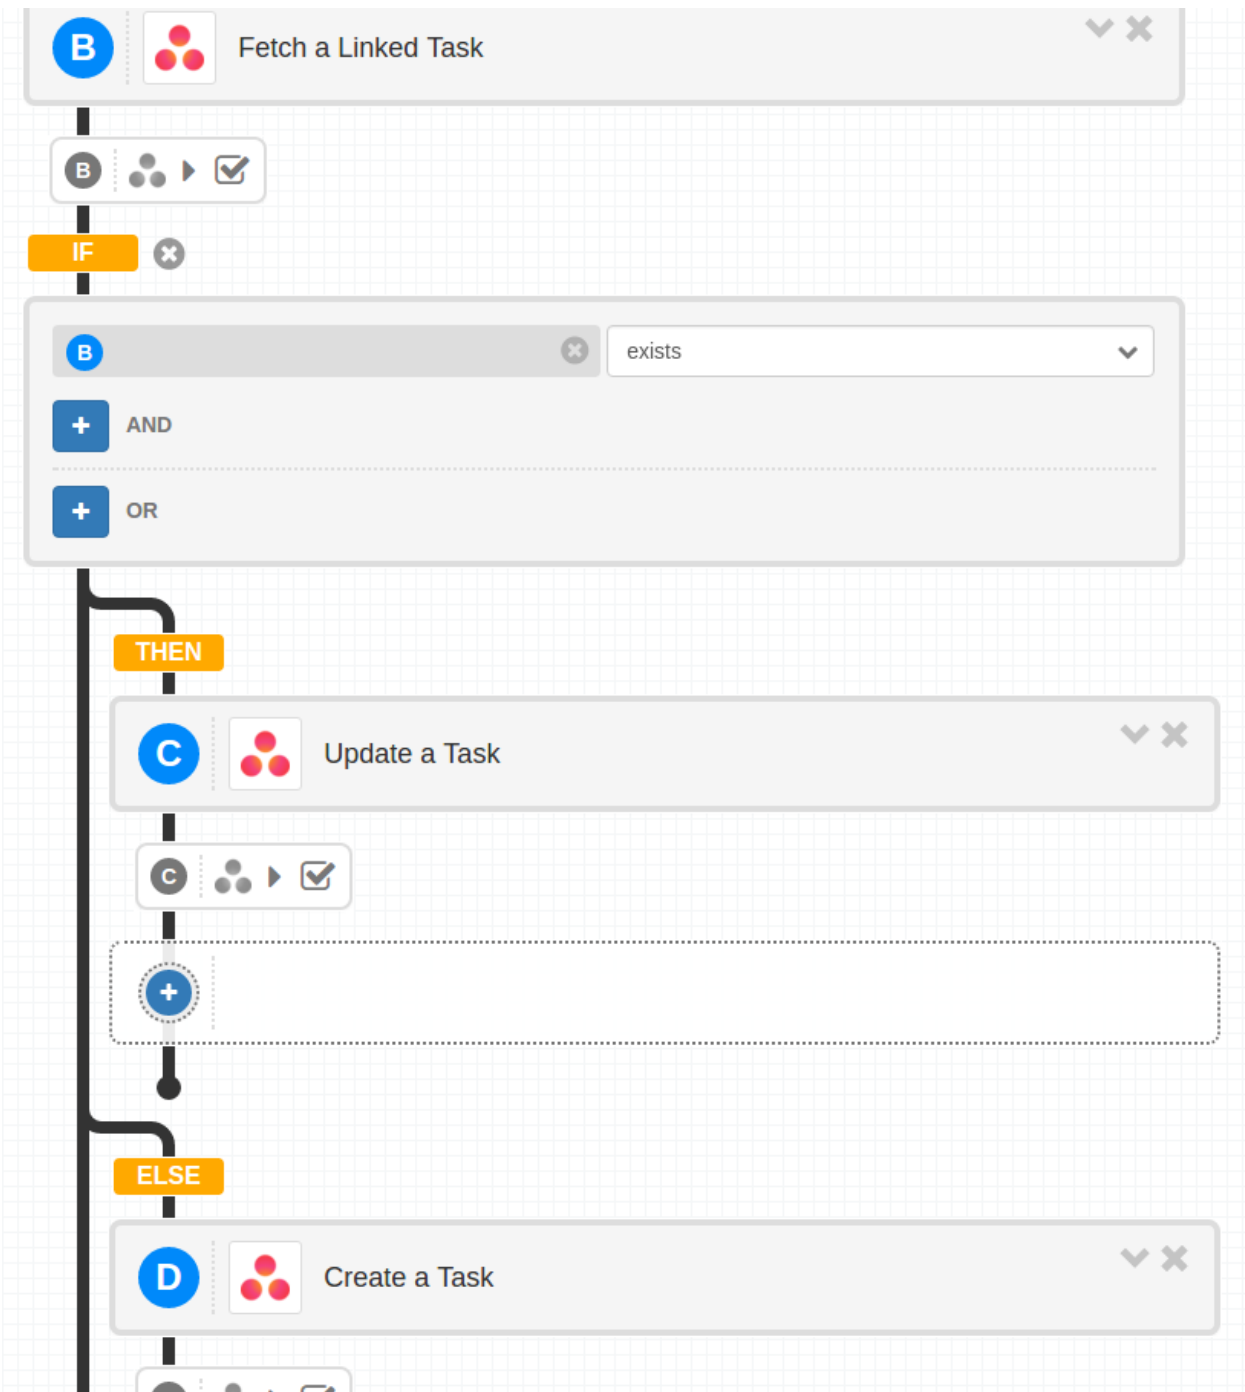 B Fetch a Linked Task
B
IF
B exists
+ AND
+ OR
THEN
C Update a Task
C
+
ELSE
D Create a Task